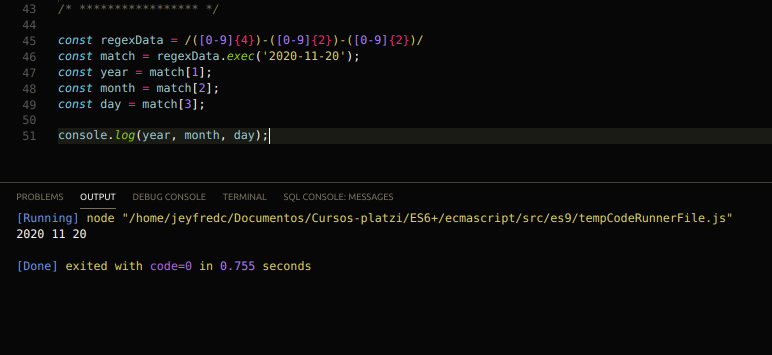 43 /* ***************** */
44
45 const regexData = /([0-9]{4})-([0-9]{2})-([0-9]{2})/
46 const match = regexData.exec('2020-11-20');
47 const year = match[1];
48 const month = match[2];
49 const day = match[3];
50
51 console.log(year, month, day);
PROBLEMS OUTPUT DEBUG CONSOLE TERMINAL SQL CONSOLE: MESSAGES
[Running] node "/home/jeyfredc/Documentos/Cursos-platzi/ES6+/ecmascript/src/es9/tempCodeRunnerFile.js"
2020 11 20
[Done] exited with code=0 in 0.755 seconds